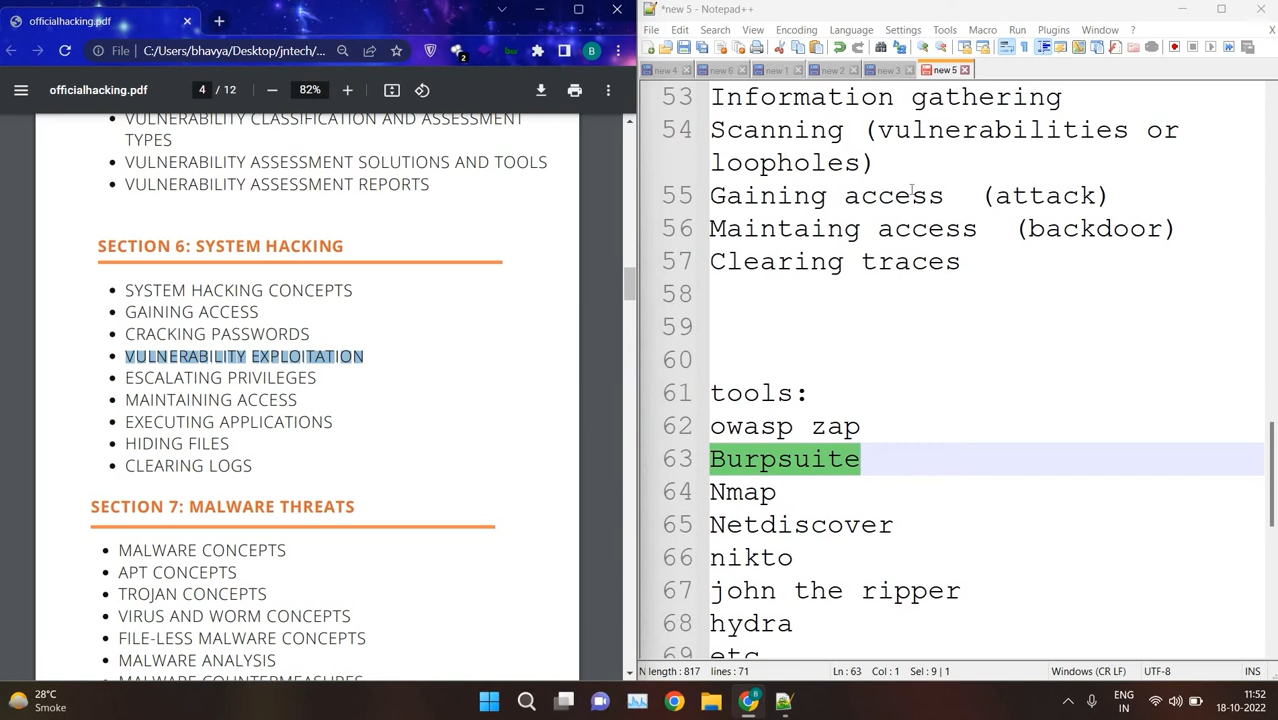 officialhacking.pdf
File
C:/Users/bhavya/Desktop/jntech/...
2
B
officialhacking.pdf
4 / 12
82%
VULNERABILITY CLASSIFICATION AND ASSESSMENT
TYPES
VULNERABILITY ASSESSMENT SOLUTIONS AND TOOLS
VULNERABILITY ASSESSMENT REPORTS
SECTION 6: SYSTEM HACKING
SYSTEM HACKING CONCEPTS
GAINING ACCESS
CRACKING PASSWORDS
VULNERABILITY EXPLOITATION
ESCALATING PRIVILEGES
MAINTAINING ACCESS
EXECUTING APPLICATIONS
HIDING FILES
CLEARING LOGS
SECTION 7: MALWARE THREATS
MALWARE CONCEPTS
APT CONCEPTS
TROJAN CONCEPTS
VIRUS AND WORM CONCEPTS
FILE-LESS MALWARE CONCEPTS
MALWARE ANALYSIS
MALWARE COUNTERMEASURES
*new 5 - Notepad++
File Edit Search View Encoding Language Settings Tools Macro Run Plugins Window ?
X
new 4 new 6 new 1 new 2 new 3 new 5
53 Information gathering
54 Scanning (vulnerabilities or
loopholes)
55 Gaining access (attack)
56 Maintaing access (backdoor)
57 Clearing traces
58
59
60
61 tools:
62 owasp zap
63 Burpsuite
64 Nmap
65 Netdiscover
66 nikto
67 john the ripper
68 hydra
69 etc
length : 817 lines : 71 Ln : 63 Col : 1 Sel : 9 | 1 Windows (CR LF) UTF-8 INS
28°C
Smoke
ENG
IN
11:52
18-10-2022